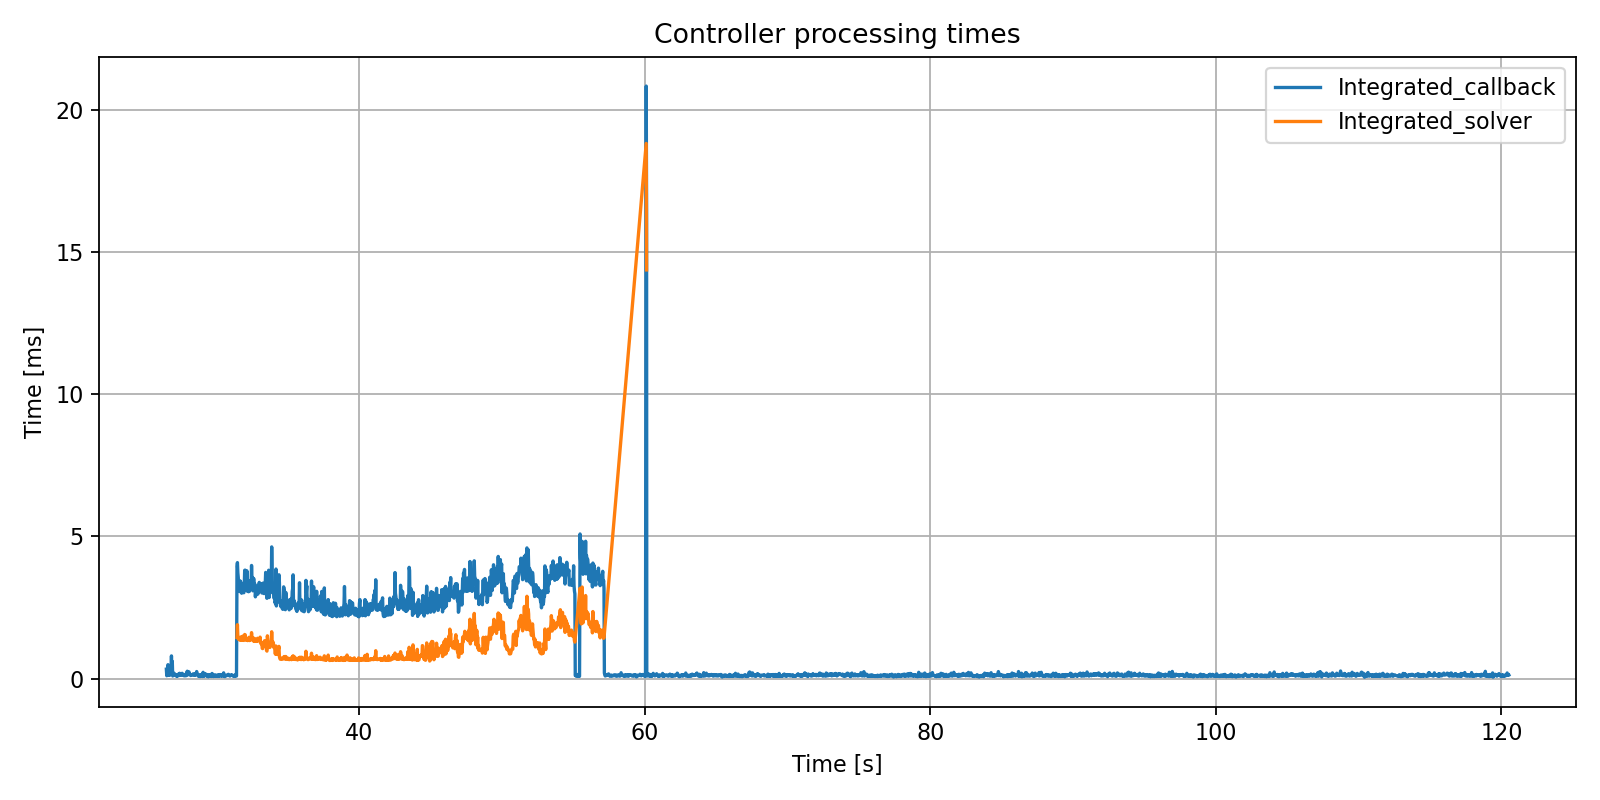 Controller processing times
Integrated_callback
Integrated_solver
Time [ms]
20
15
10
5
0
40
60
80
100
120
Time [s]